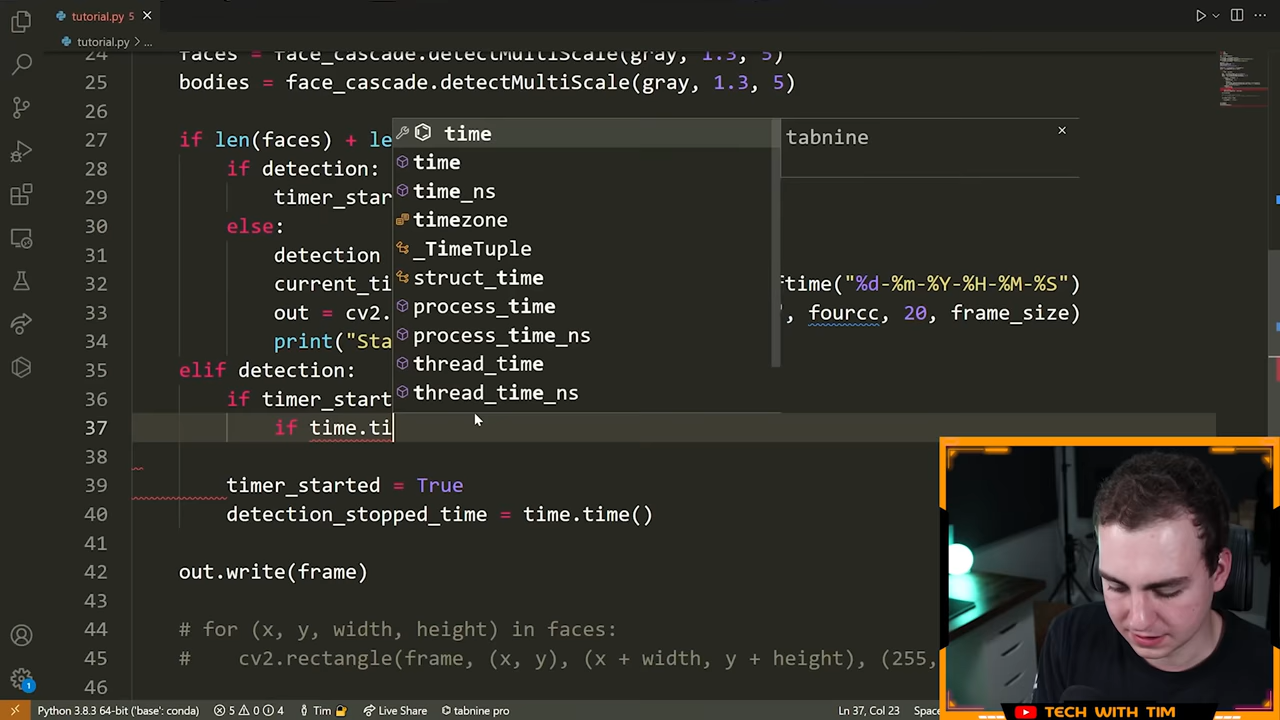 tutorial.py 5
tutorial.py > ...
24 faces = face_cascade.detectMultiScale(gray, 1.3, 5)
25 bodies = face_cascade.detectMultiScale(gray, 1.3, 5)
26
27 if len(faces) + le
28 if detection:
29 timer_star
30 else:
31 detection
32 current_ti ftime("%d-%m-%Y-%H-%M-%S")
33 out = cv2. ", fourcc, 20, frame_size)
34 print("Sta
35 elif detection:
36 if timer_start
37 if time.ti
38
39 timer_started = True
40 detection_stopped_time = time.time()
41
42 out.write(frame)
43
44 # for (x, y, width, height) in faces:
45 # cv2.rectangle(frame, (x, y), (x + width, y + height), (255,
46
time
time
time_ns
timezone
_TimeTuple
struct_time
process_time
process_time_ns
thread_time
thread_time_ns
tabnine
TECH WITH TIM
1
Python 3.8.3 64-bit ('base': conda) 5 0 4 Tim Live Share tabnine pro Ln 37, Col 23 Space